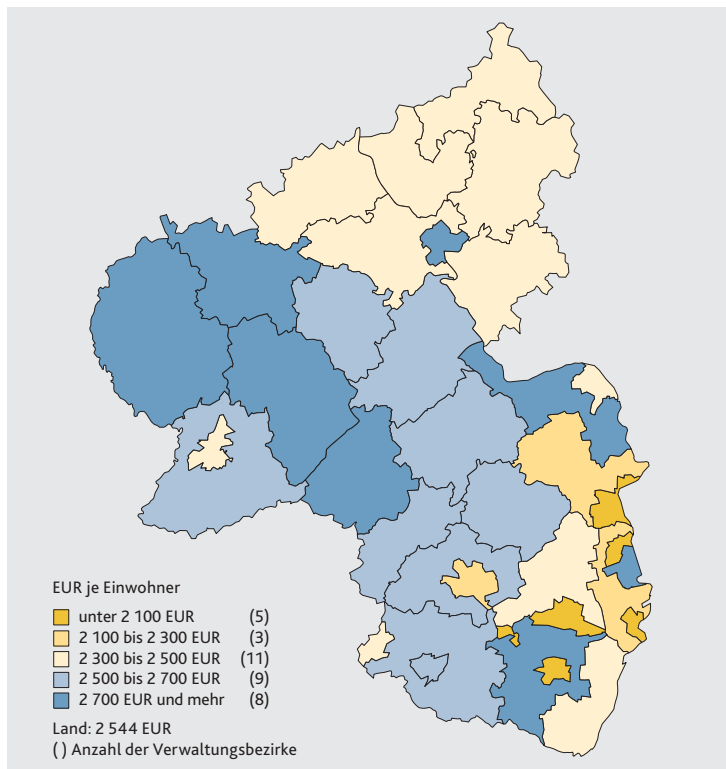 EUR je Einwohner
unter 2 100 EUR (5)
2 100 bis 2 300 EUR (3)
2 300 bis 2 500 EUR (11)
2 500 bis 2 700 EUR (9)
2 700 EUR und mehr (8)
Land: 2 544 EUR
( ) Anzahl der Verwaltungsbezirke